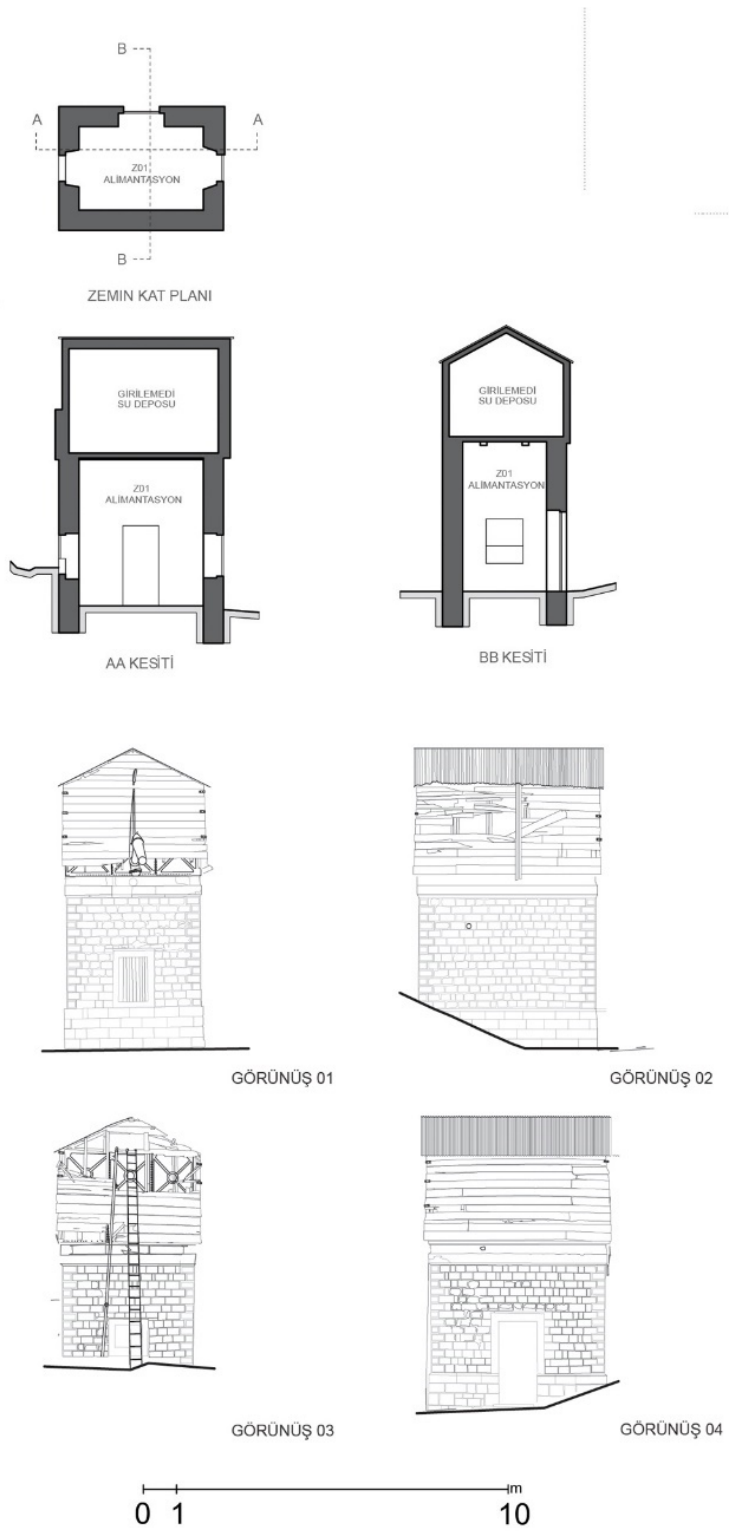 B
A A
Z01
ALİMANTASYON
B
ZEMIN KAT PLANI
GİRİLEMEDİ
SU DEPOSU
Z01
ALİMANTASYON
AA KESİTİ
GİRİLEMEDİ
SU DEPOSU
Z01
ALİMANTASYON
BB KESİTİ
GÖRÜNÜŞ 01
GÖRÜNÜŞ 02
GÖRÜNÜŞ 03
GÖRÜNÜŞ 04
m
0 1 10